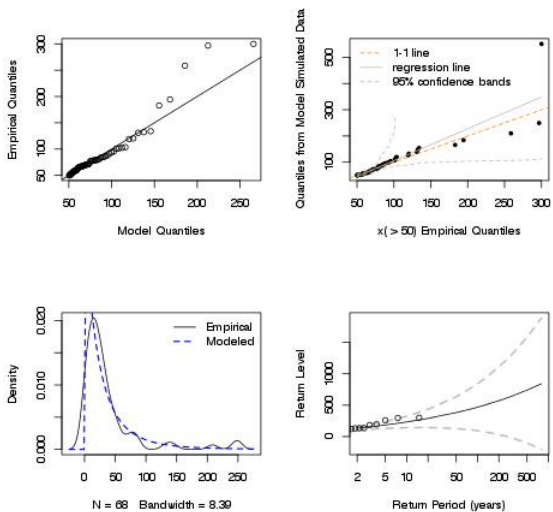 Empirical Quantiles
50 100 200 300
50 100 150 200 250
Model Quantiles
Quantiles from Model Simulated Data
100 300 500
1-1 line
regression line
95% confidence bands
50 100 150 200 250 300
x( > 50) Empirical Quantiles
Density
0.000 0.010 0.020
Empirical
Modeled
0 50 100 150 200 250
N = 68 Bandwidth = 8.39
Return Level
0 500 1000
2 5 10 50 200 500
Return Period (years)